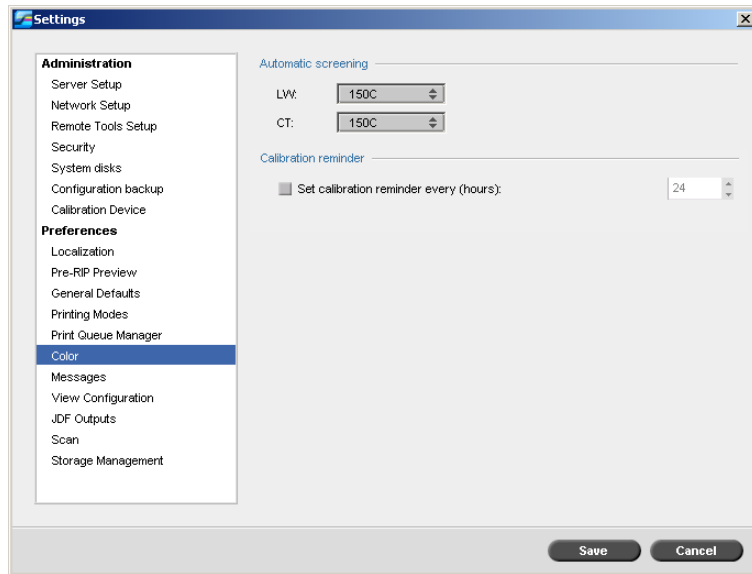 Settings
Administration
Server Setup
Network Setup
Remote Tools Setup
Security
System disks
Configuration backup
Calibration Device
Preferences
Localization
Pre-RIP Preview
General Defaults
Printing Modes
Print Queue Manager
Color
Messages
View Configuration
JDF Outputs
Scan
Storage Management
Automatic screening
LW: 150C
CT: 150C
Calibration reminder
Set calibration reminder every (hours): 24
Save Cancel